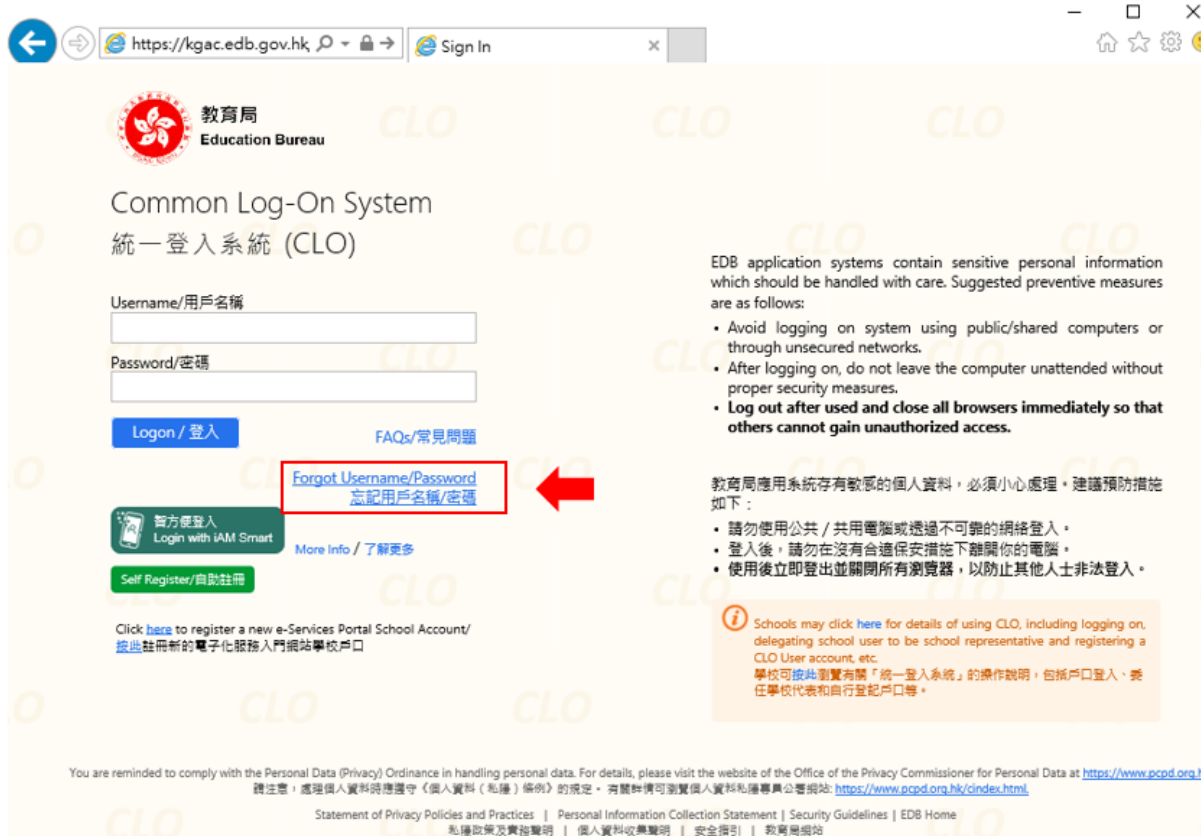 https://kgac.edb.gov.hk
Sign In
教育局
Education Bureau
Common Log-On System
統一登入系統 (CLO)
Username/用戶名稱
Password/密碼
Logon / 登入
FAQs/常見問題
Forgot Username/Password
忘記用戶名稱/密碼
智方便登入
Login with iAM Smart
More Info / 了解更多
Self Register/自助註冊
Click here to register a new e-Services Portal School Account/
按此註冊新的電子化服務入門網站學校戶口
EDB application systems contain sensitive personal information
which should be handled with care. Suggested preventive measures
are as follows:
• Avoid logging on system using public/shared computers or
through unsecured networks.
• After logging on, do not leave the computer unattended without
proper security measures.
• Log out after used and close all browsers immediately so that
others cannot gain unauthorized access.
教育局應用系統存有敏感的個人資料，必須小心處理。建議預防措施
如下：
• 請勿使用公共 / 共用電腦或透過不可靠的網絡登入。
• 登入後，請勿在沒有合適保安措施下離開你的電腦。
• 使用後立即登出並關閉所有瀏覽器，以防止其他人士非法登入。
Schools may click here for details of using CLO, including logging on,
delegating school user to be school representative and registering a
CLO User account, etc.
學校可按此瀏覽有關「統一登入系統」的操作說明，包括戶口登入、委
任學校代表和自行登記戶口等。
You are reminded to comply with the Personal Data (Privacy) Ordinance in handling personal data. For details, please visit the website of the Office of the Privacy Commissioner for Personal Data at https://www.pcpd.org.h
請注意，處理個人資料時應遵守《個人資料（私隱）條例》的規定。 有關詳情可瀏覽個人資料私隱專員公署網站: https://www.pcpd.org.hk/cindex.html.
Statement of Privacy Policies and Practices | Personal Information Collection Statement | Security Guidelines | EDB Home
私隱政策及實務聲明 | 個人資料收集聲明 | 安全指引 | 教育局網站